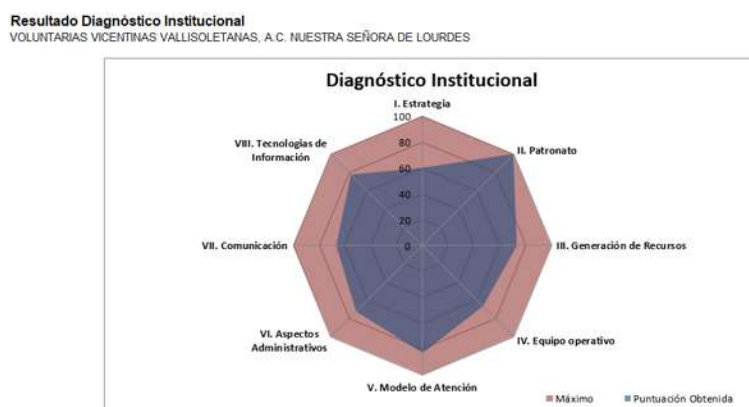 Resultado Diagnóstico Institucional
VOLUNTARIAS VICENTINAS VALLISOLETANAS, A.C. NUESTRA SEÑORA DE LOURDES
Diagnóstico Institucional
I. Estrategia
100
80
60
40
20
0
II. Patronato
III. Generación de Recursos
IV. Equipo operativo
V. Modelo de Atención
VI. Aspectos
Administrativos
VII. Comunicación
VIII. Tecnologias de
Información
Máximo
Puntuación Obtenida